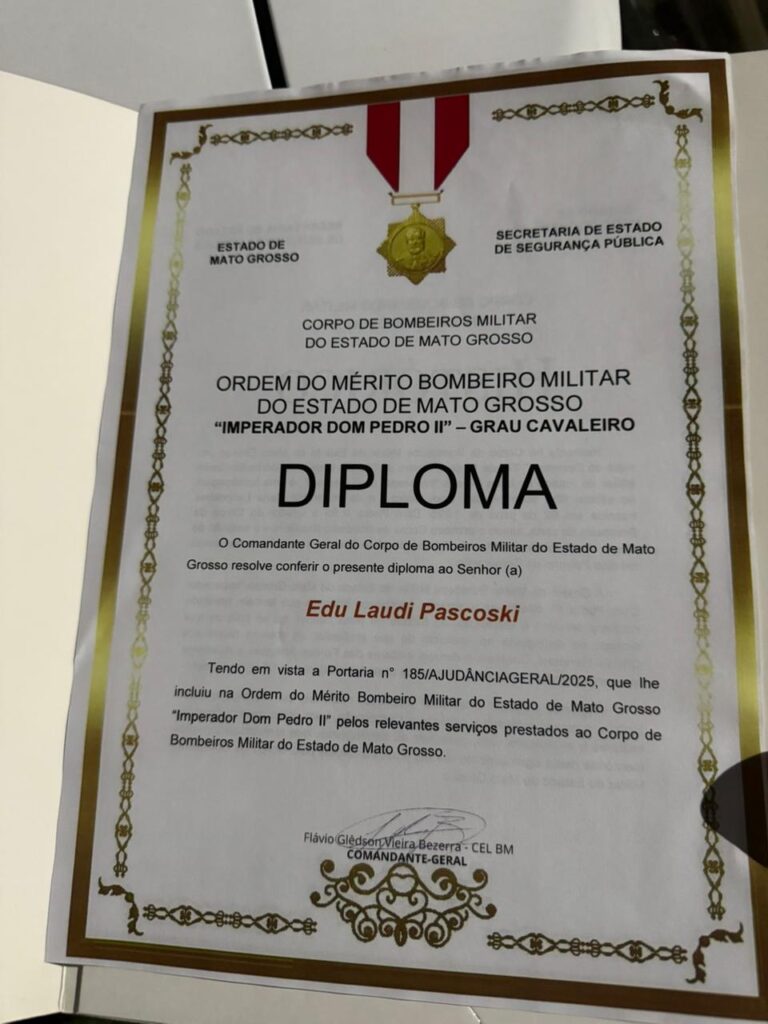 ESTADO DE
MATO GROSSO
SECRETARIA DE ESTADO
DE SEGURANÇA PÚBLICA
CORPO DE BOMBEIROS MILITAR
DO ESTADO DE MATO GROSSO
ORDEM DO MÉRITO BOMBEIRO MILITAR
DO ESTADO DE MATO GROSSO
“IMPERADOR DOM PEDRO II” – GRAU CAVALEIRO
DIPLOMA
O Comandante Geral do Corpo de Bombeiros Militar do Estado de Mato
Grosso resolve conferir o presente diploma ao Senhor (a)
Edu Laudi Pascoski
Tendo em vista a Portaria n° 185/AJUDÂNCIAGERAL/2025, que lhe
incluiu na Ordem do Mérito Bombeiro Militar do Estado de Mato Grosso
“Imperador Dom Pedro II” pelos relevantes serviços prestados ao Corpo de
Bombeiros Militar do Estado de Mato Grosso.
Flávio Glêdson Vieira Bezerra - CEL BM
COMANDANTE-GERAL